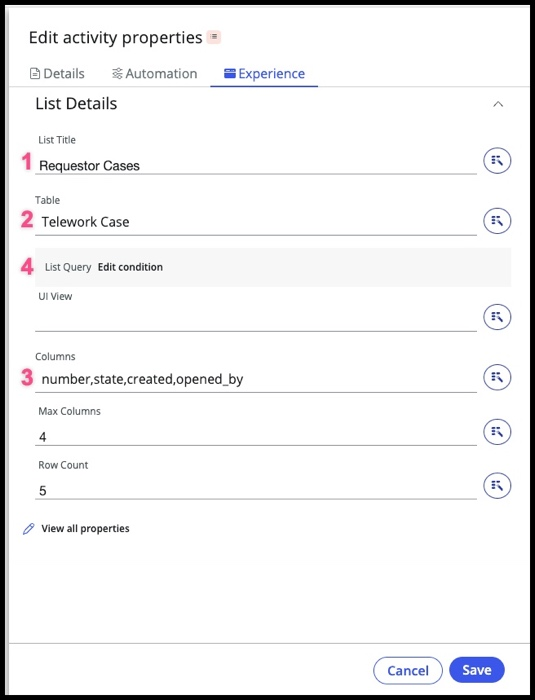 Edit activity properties
Details Automation Experience
List Details
List Title
1 Requestor Cases
Table
2 Telework Case
4 List Query Edit condition
UI View
Columns
3 number,state,created,opened_by
Max Columns
4
Row Count
5
View all properties
Cancel Save